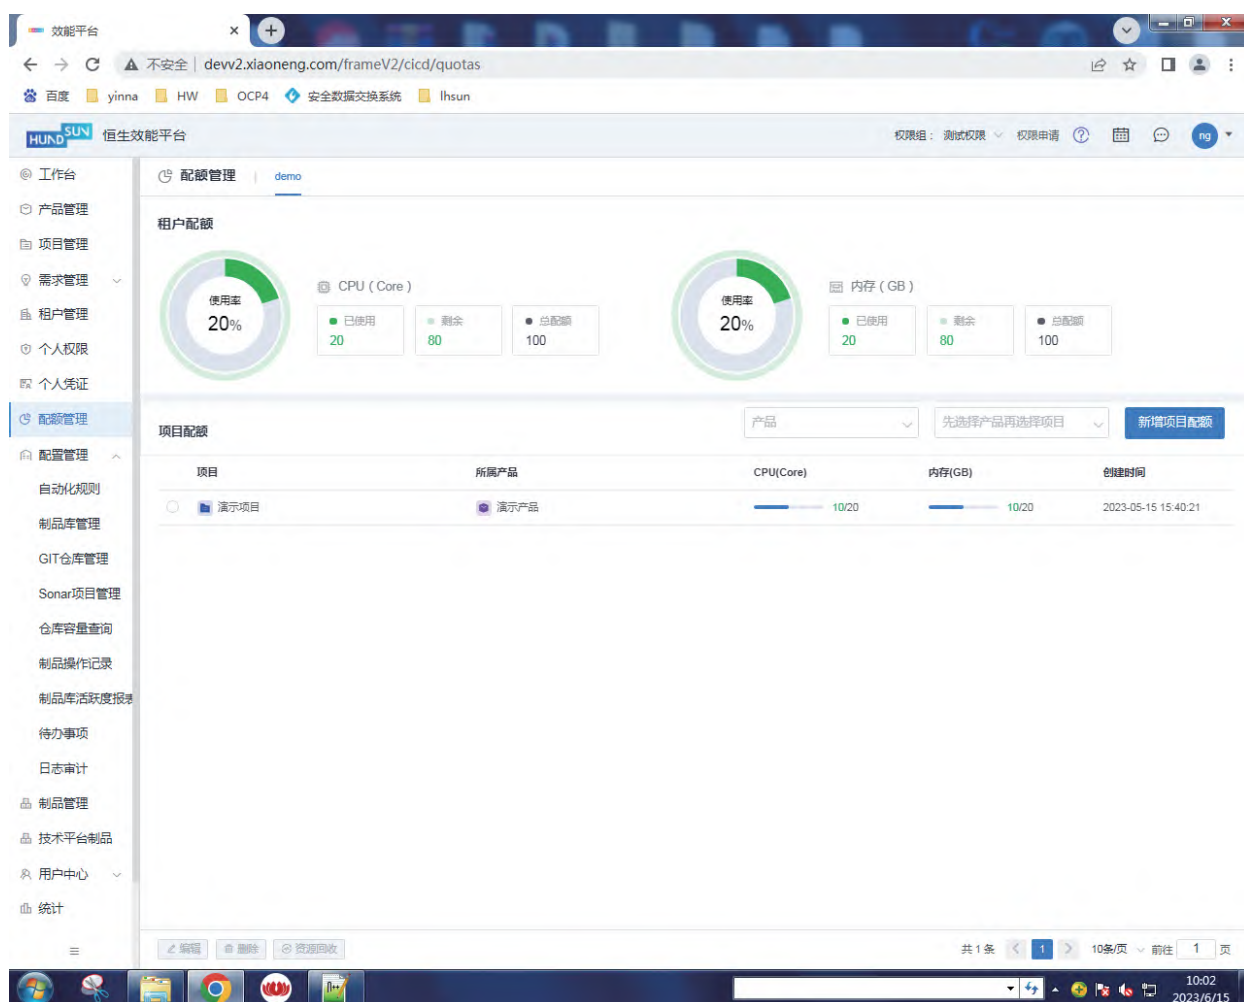 效能平台
不安全 devv2.xiaoneng.com/frameV2/cicd/quotas
百度 yinna HW OCP4 安全数据交换系统 lhsun
HUNDSUN 恒生效能平台 权限组： 测试权限 权限申请 ng
工作台
产品管理
项目管理
需求管理
租户管理
个人权限
个人凭证
配额管理
配置管理
自动化规则
制品库管理
GIT仓库管理
Sonar项目管理
仓库容量查询
制品操作记录
制品库活跃度报表
待办事项
日志审计
制品管理
技术平台制品
用户中心
统计
配额管理 demo
租户配额
使用率
20%
CPU ( Core )
已使用 剩余 总配额
20 80 100
使用率
20%
内存 ( GB )
已使用 剩余 总配额
20 80 100
项目配额 产品 先选择产品再选择项目 新增项目配额
项目 所属产品 CPU(Core) 内存(GB) 创建时间
演示项目 演示产品 10/20 10/20 2023-05-15 15:40:21
编辑 删除 资源回收 共 1 条 1 10条/页 前往 1 页
10:02
2023/6/15